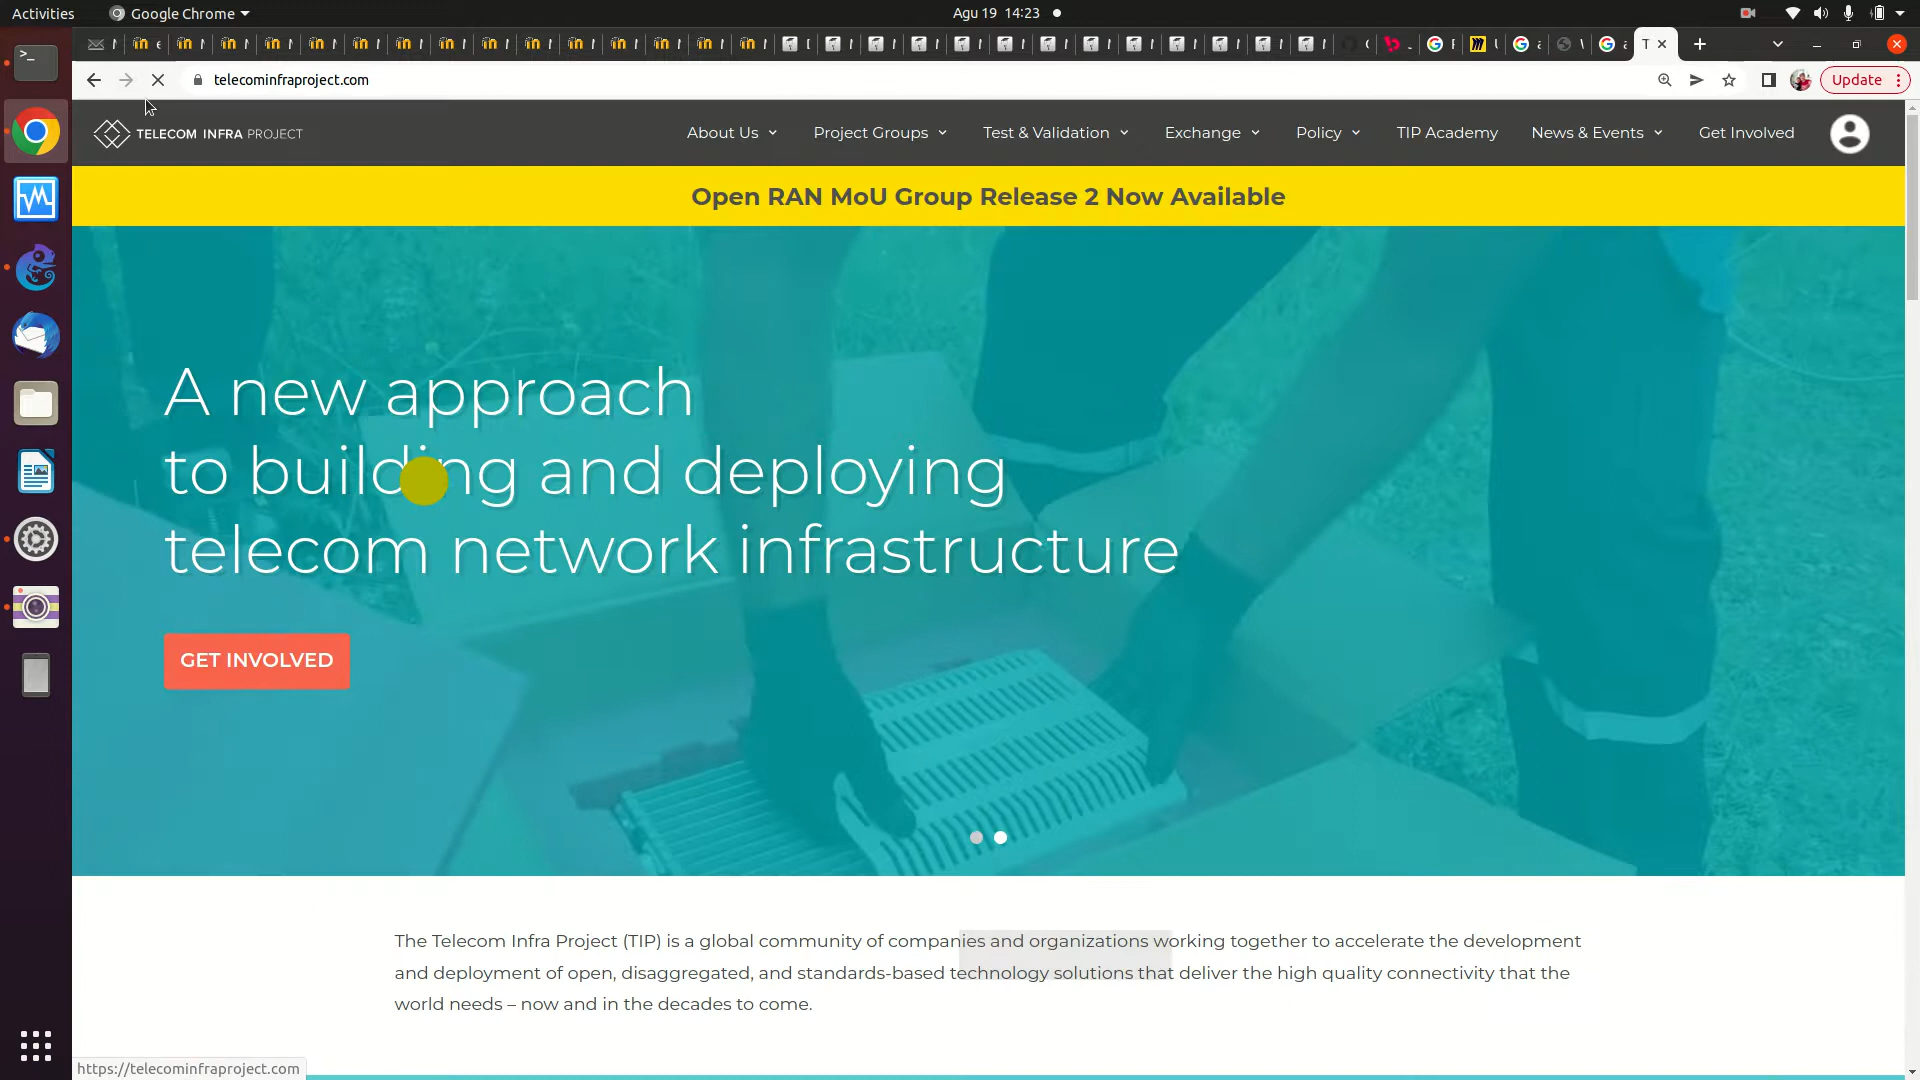 Activities
Google Chrome
Agu 19 14:23
telecominfraproject.com
Update
TELECOM INFRA PROJECT
About Us
Project Groups
Test & Validation
Exchange
Policy
TIP Academy
News & Events
Get Involved
Open RAN MoU Group Release 2 Now Available
A new approach
to building and deploying
telecom network infrastructure
GET INVOLVED
The Telecom Infra Project (TIP) is a global community of companies and organizations working together to accelerate the development
and deployment of open, disaggregated, and standards-based technology solutions that deliver the high quality connectivity that the
world needs – now and in the decades to come.
https://telecominfraproject.com